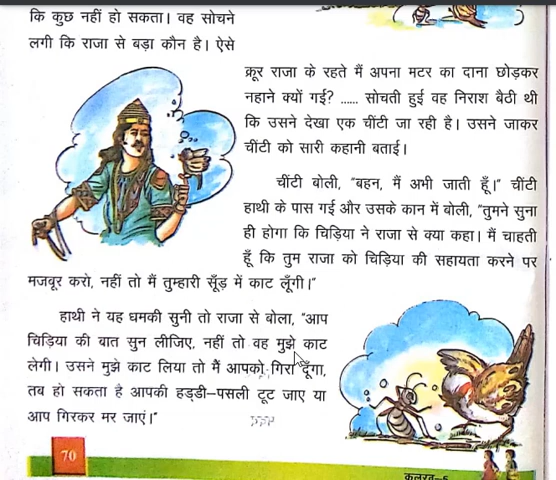 कि कुछ नहीं हो सकता। वह सोचने
लगी कि राजा से बड़ा कौन है। ऐसे
क्रूर राजा के रहते मैं अपना मटर का दाना छोड़कर
नहाने क्यों गई? ...... सोचती हुई वह निराश बैठी थी
कि उसने देखा एक चींटी जा रही है। उसने जाकर
चींटी को सारी कहानी बताई।
चींटी बोली, "बहन, मैं अभी जाती हूँ।" चींटी
हाथी के पास गई और उसके कान में बोली, "तुमने सुना
ही होगा कि चिड़िया ने राजा से क्या कहा। मैं चाहती
हूँ कि तुम राजा को चिड़िया की सहायता करने पर
मजबूर करो, नहीं तो मैं तुम्हारी सूँड़ में काट लूँगी।"
हाथी ने यह धमकी सुनी तो राजा से बोला, "आप
चिड़िया की बात सुन लीजिए, नहीं तो वह मुझे काट
लेगी। उसने मुझे काट लिया तो मैं आपको गिरा दूँगा,
तब हो सकता है आपकी हड्डी-पसली टूट जाए या
आप गिरकर मर जाएं।"
70